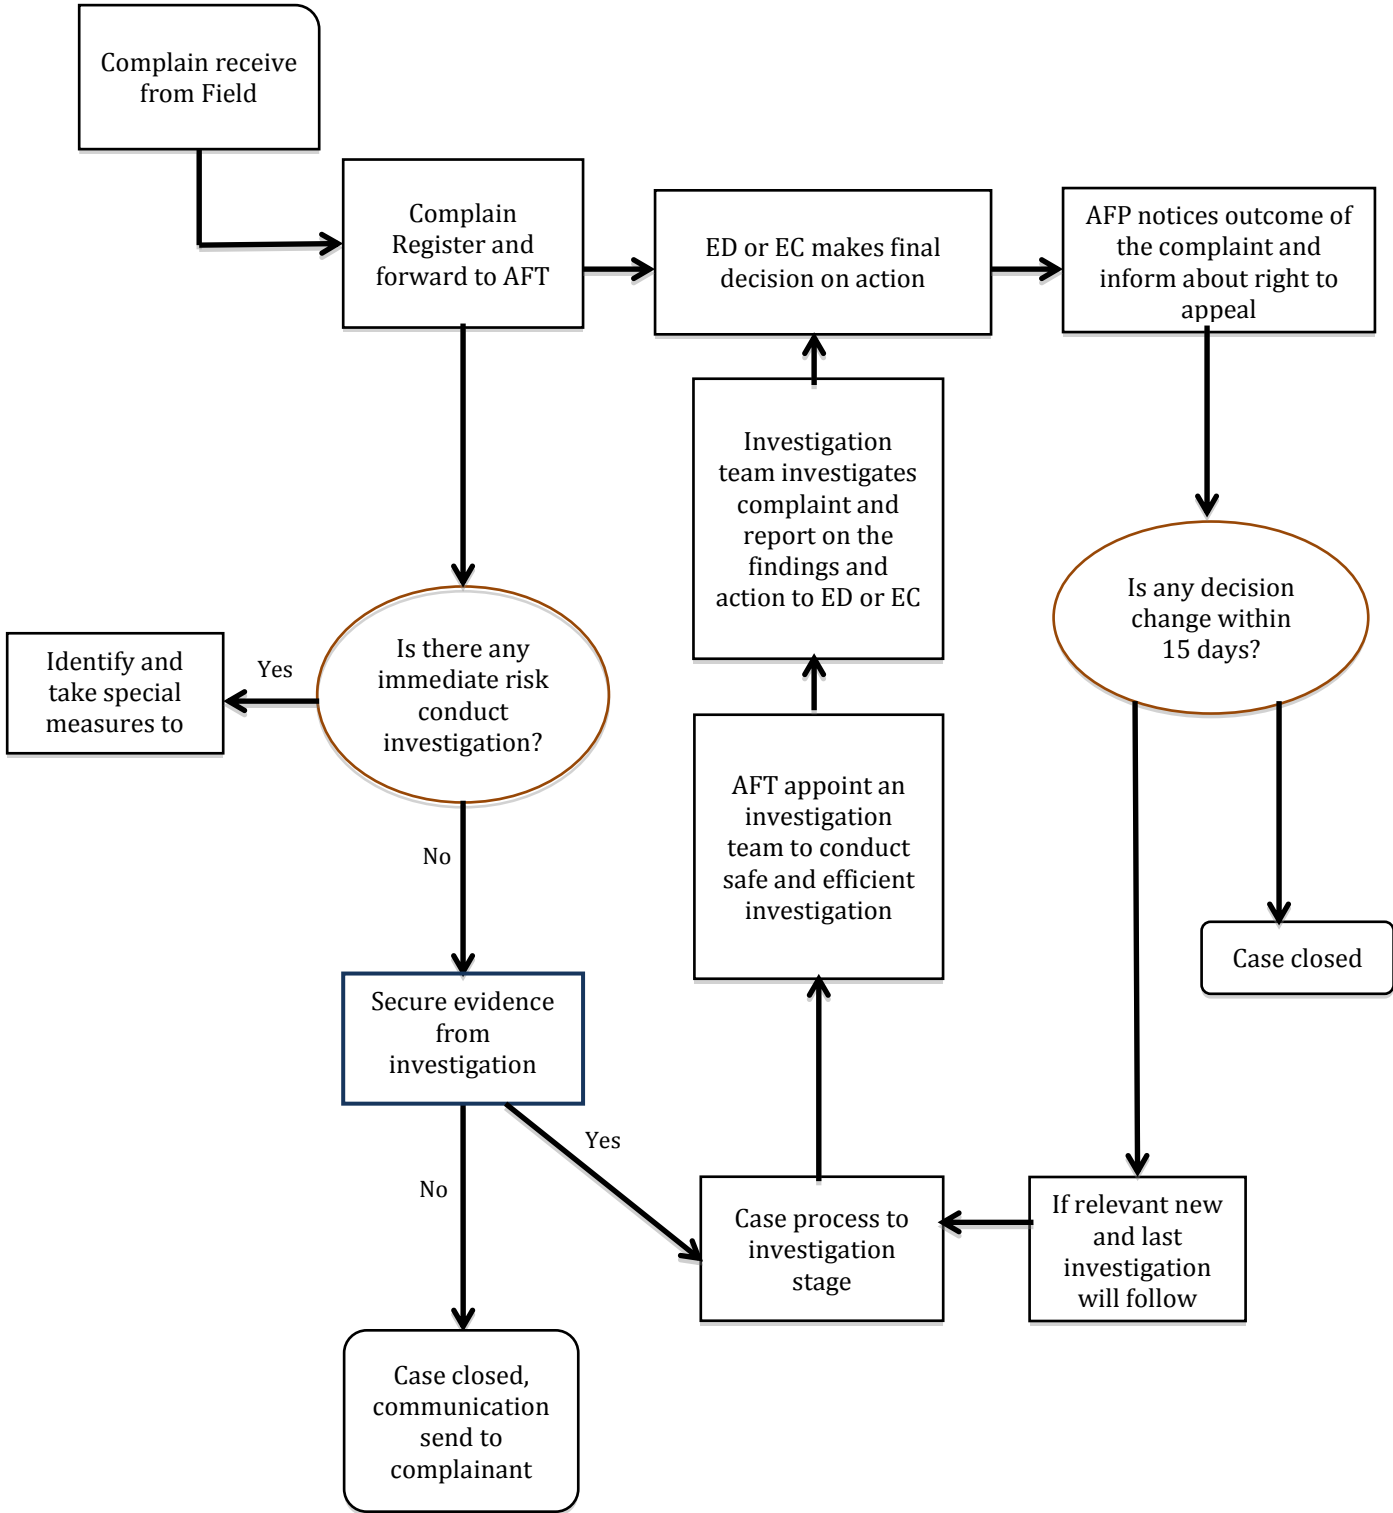 Complain receive
from Field
Complain
Register and
forward to AFT
ED or EC makes final
decision on action
AFP notices outcome of
the complaint and
inform about right to
appeal
Investigation
team investigates
complaint and
report on the
findings and
action to ED or EC
Is any decision
change within
15 days?
Identify and
take special
measures to
Yes
Is there any
immediate risk
conduct
investigation?
AFT appoint an
investigation
team to conduct
safe and efficient
investigation
No
Case closed
Secure evidence
from
investigation
Yes
No
Case process to
investigation
stage
If relevant new
and last
investigation
will follow
Case closed,
communication
send to
complainant